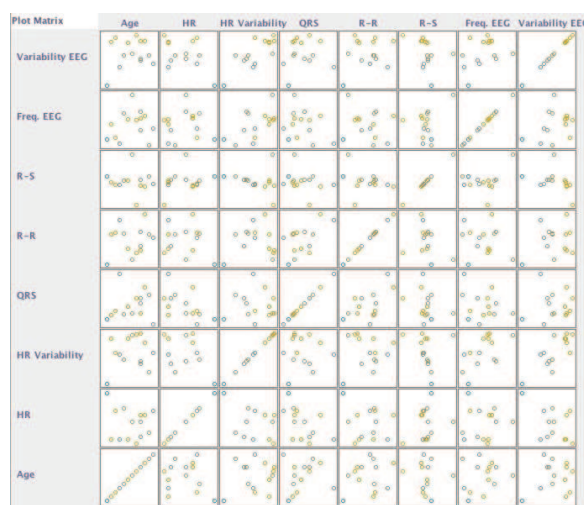 Plot Matrix Age HR HR Variability QRS R-R R-S Freq. EEG Variability EEG
Variability EEG
Freq. EEG
R-S
R-R
QRS
HR Variability
HR
Age